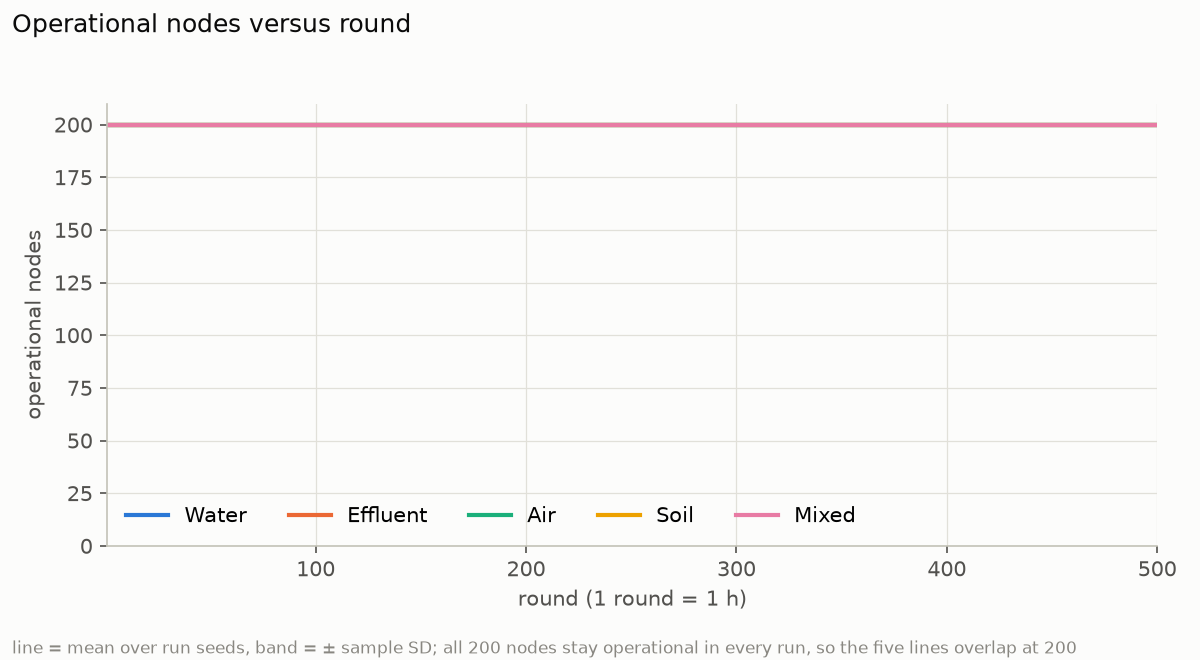 Operational nodes versus round
200
175
150
125
100
75
50
25
0
operational nodes
Water Effluent Air Soil Mixed
100 200 300 400 500
round (1 round = 1 h)
line = mean over run seeds, band = ± sample SD; all 200 nodes stay operational in every run, so the five lines overlap at 200